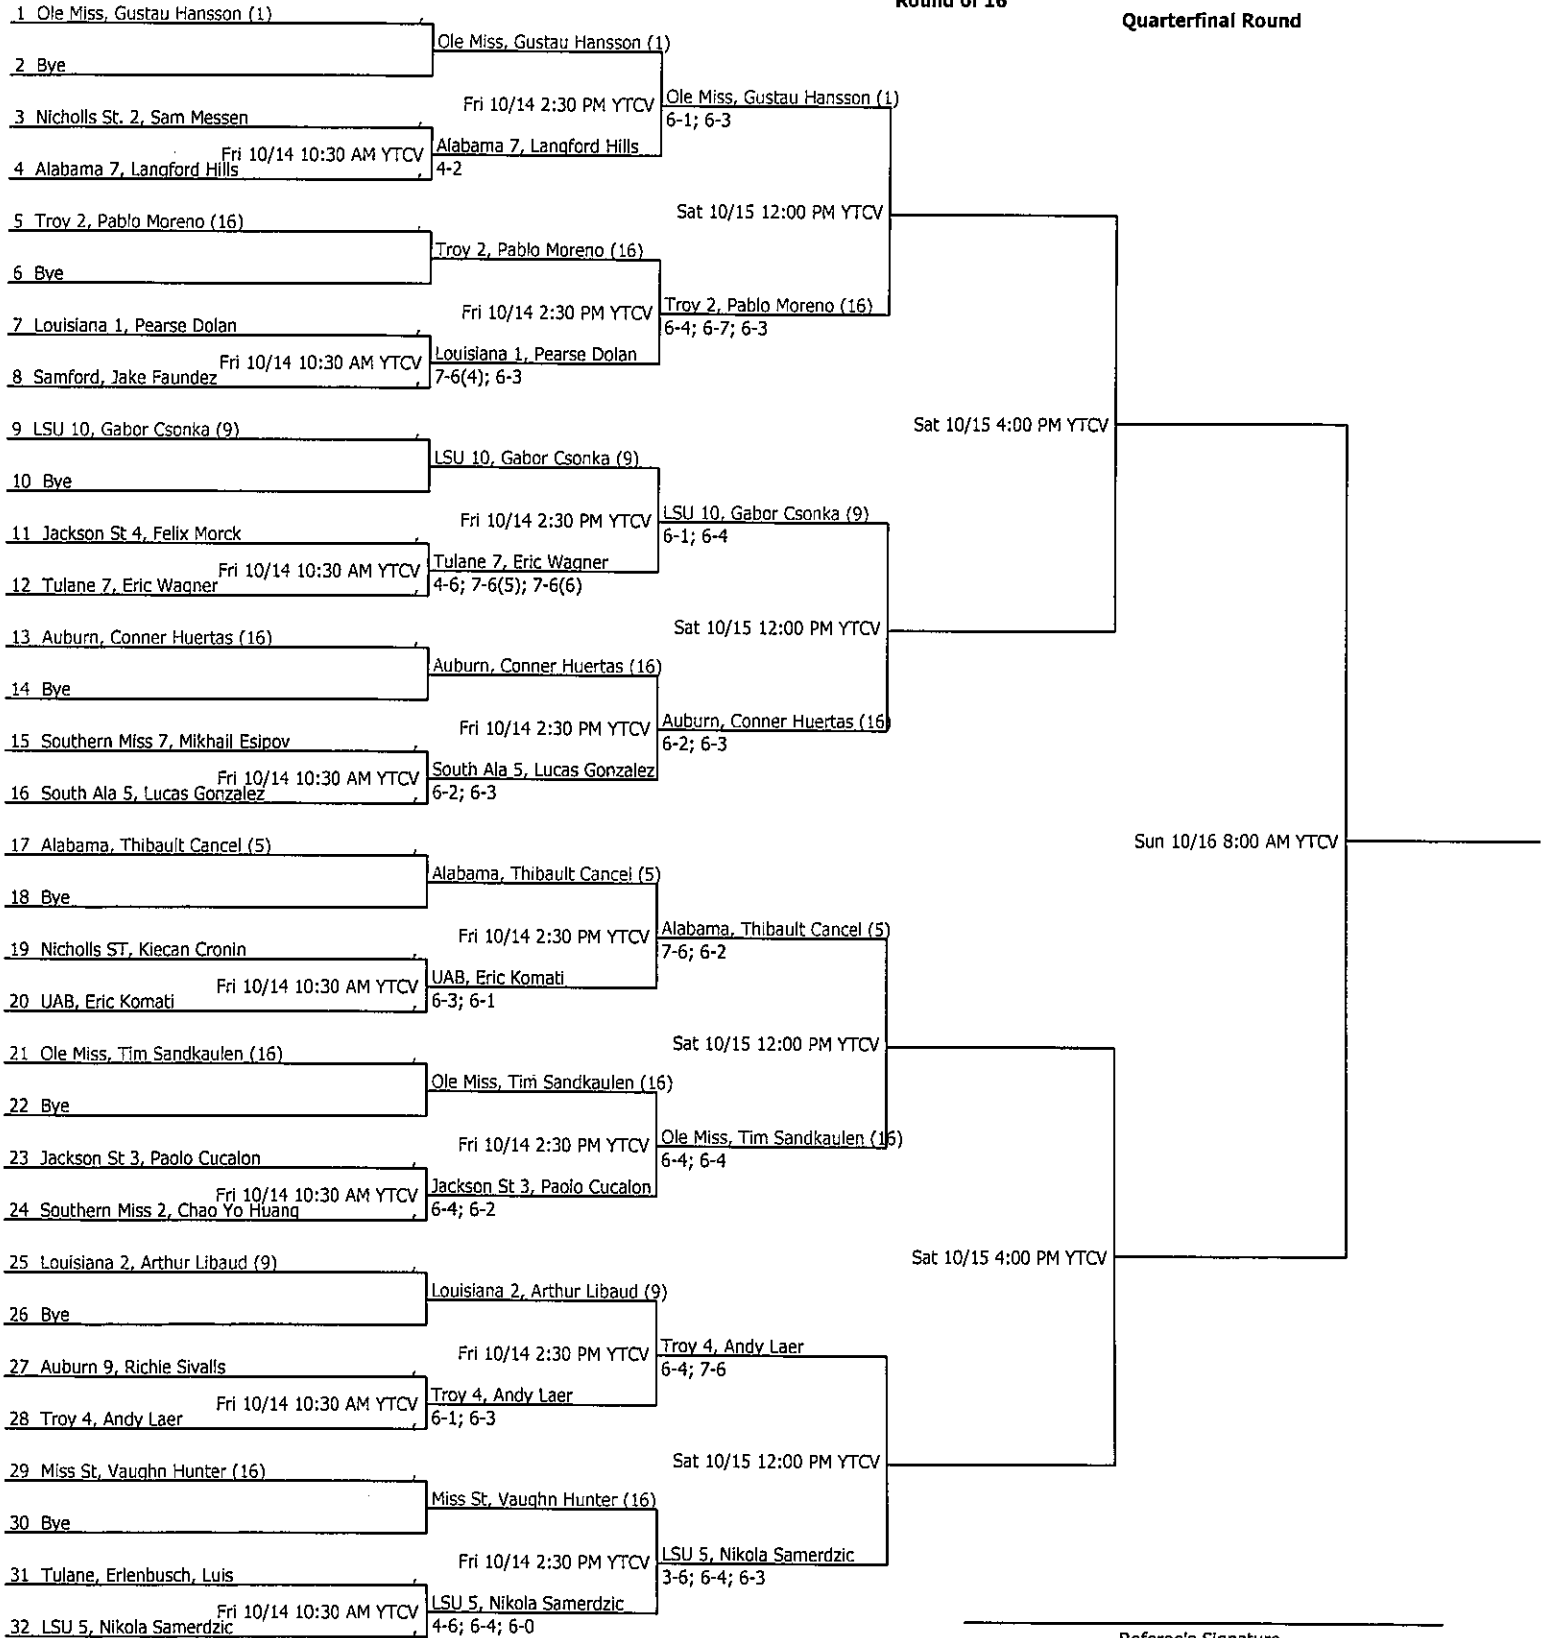 Round of 16
Quarterfinal Round
1 Ole Miss, Gustau Hansson (1)
Ole Miss, Gustau Hansson (1)
2 Bye
Fri 10/14 2:30 PM YTCV
Ole Miss, Gustau Hansson (1)
6-1; 6-3
3 Nicholls St. 2, Sam Messen
Fri 10/14 10:30 AM YTCV
Alabama 7, Langford Hills
4-2
4 Alabama 7, Langford Hills
Sat 10/15 12:00 PM YTCV
5 Troy 2, Pablo Moreno (16)
Troy 2, Pablo Moreno (16)
6 Bye
Fri 10/14 2:30 PM YTCV
Troy 2, Pablo Moreno (16)
6-4; 6-7; 6-3
7 Louisiana 1, Pearse Dolan
Fri 10/14 10:30 AM YTCV
Louisiana 1, Pearse Dolan
7-6(4); 6-3
8 Samford, Jake Faundez
Sat 10/15 4:00 PM YTCV
9 LSU 10, Gabor Csonka (9)
LSU 10, Gabor Csonka (9)
10 Bye
Fri 10/14 2:30 PM YTCV
LSU 10, Gabor Csonka (9)
6-1; 6-4
11 Jackson St 4, Felix Morck
Fri 10/14 10:30 AM YTCV
Tulane 7, Eric Wagner
4-6; 7-6(5); 7-6(6)
12 Tulane 7, Eric Wagner
Sat 10/15 12:00 PM YTCV
13 Auburn, Conner Huertas (16)
Auburn, Conner Huertas (16)
14 Bye
Fri 10/14 2:30 PM YTCV
Auburn, Conner Huertas (16)
6-2; 6-3
15 Southern Miss 7, Mikhail Esipov
Fri 10/14 10:30 AM YTCV
South Ala 5, Lucas Gonzalez
6-2; 6-3
16 South Ala 5, Lucas Gonzalez
Sun 10/16 8:00 AM YTCV
17 Alabama, Thibault Cancel (5)
Alabama, Thibault Cancel (5)
18 Bye
Fri 10/14 2:30 PM YTCV
Alabama, Thibault Cancel (5)
7-6; 6-2
19 Nicholls ST, Kiecan Cronin
Fri 10/14 10:30 AM YTCV
UAB, Eric Komati
6-3; 6-1
20 UAB, Eric Komati
Sat 10/15 12:00 PM YTCV
21 Ole Miss, Tim Sandkaulen (16)
Ole Miss, Tim Sandkaulen (16)
22 Bye
Fri 10/14 2:30 PM YTCV
Ole Miss, Tim Sandkaulen (16)
6-4; 6-4
23 Jackson St 3, Paolo Cucalon
Fri 10/14 10:30 AM YTCV
Jackson St 3, Paolo Cucalon
6-4; 6-2
24 Southern Miss 2, Chao Yo Huang
Sat 10/15 4:00 PM YTCV
25 Louisiana 2, Arthur Libaud (9)
Louisiana 2, Arthur Libaud (9)
26 Bye
Fri 10/14 2:30 PM YTCV
Troy 4, Andy Laer
6-4; 7-6
27 Auburn 9, Richie Sivalls
Fri 10/14 10:30 AM YTCV
Troy 4, Andy Laer
6-1; 6-3
28 Troy 4, Andy Laer
Sat 10/15 12:00 PM YTCV
29 Miss St, Vaughn Hunter (16)
Miss St, Vaughn Hunter (16)
30 Bye
Fri 10/14 2:30 PM YTCV
LSU 5, Nikola Samerdzic
3-6; 6-4; 6-3
31 Tulane, Erlenbusch, Luis
Fri 10/14 10:30 AM YTCV
LSU 5, Nikola Samerdzic
4-6; 6-4; 6-0
32 LSU 5, Nikola Samerdzic
Referee's Signature